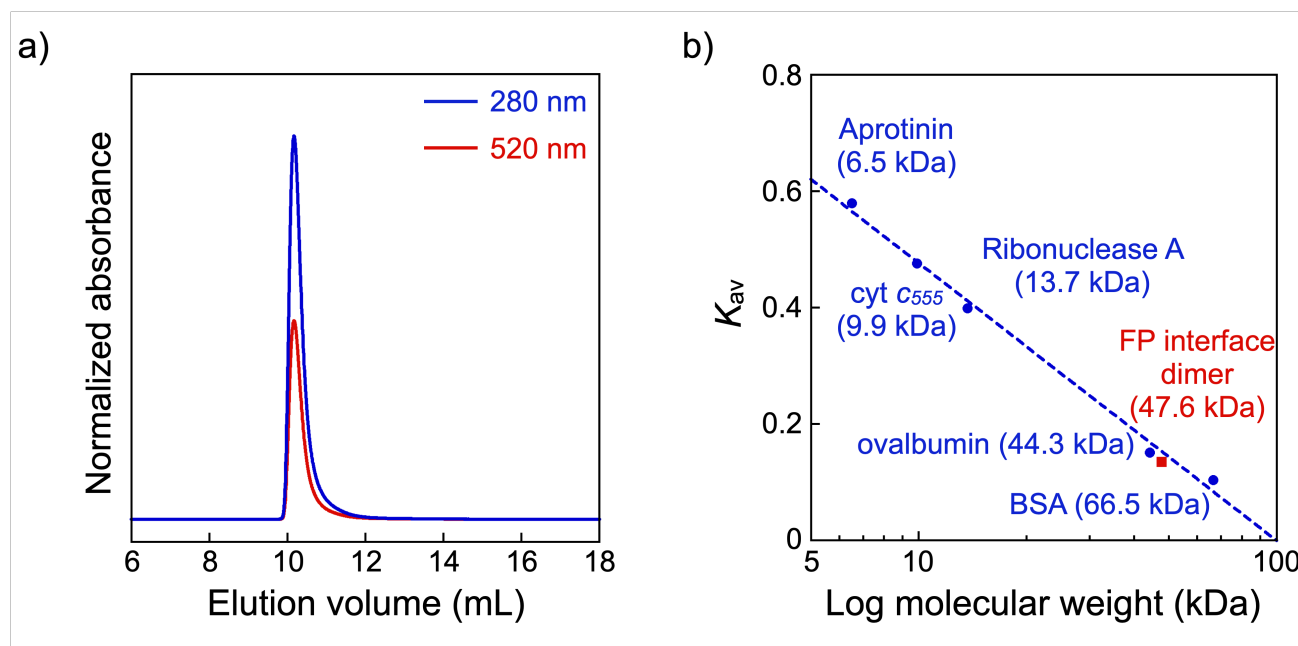 a)
280 nm
520 nm
Normalized absorbance
6
8
10
12
14
16
18
Elution volume (mL)
b)
0.8
0.6
0.4
0.2
0
Kav
Aprotinin
(6.5 kDa)
Ribonuclease A
(13.7 kDa)
cyt c555
(9.9 kDa)
FP interface
dimer
(47.6 kDa)
ovalbumin (44.3 kDa)
BSA (66.5 kDa)
5
10
100
Log molecular weight (kDa)